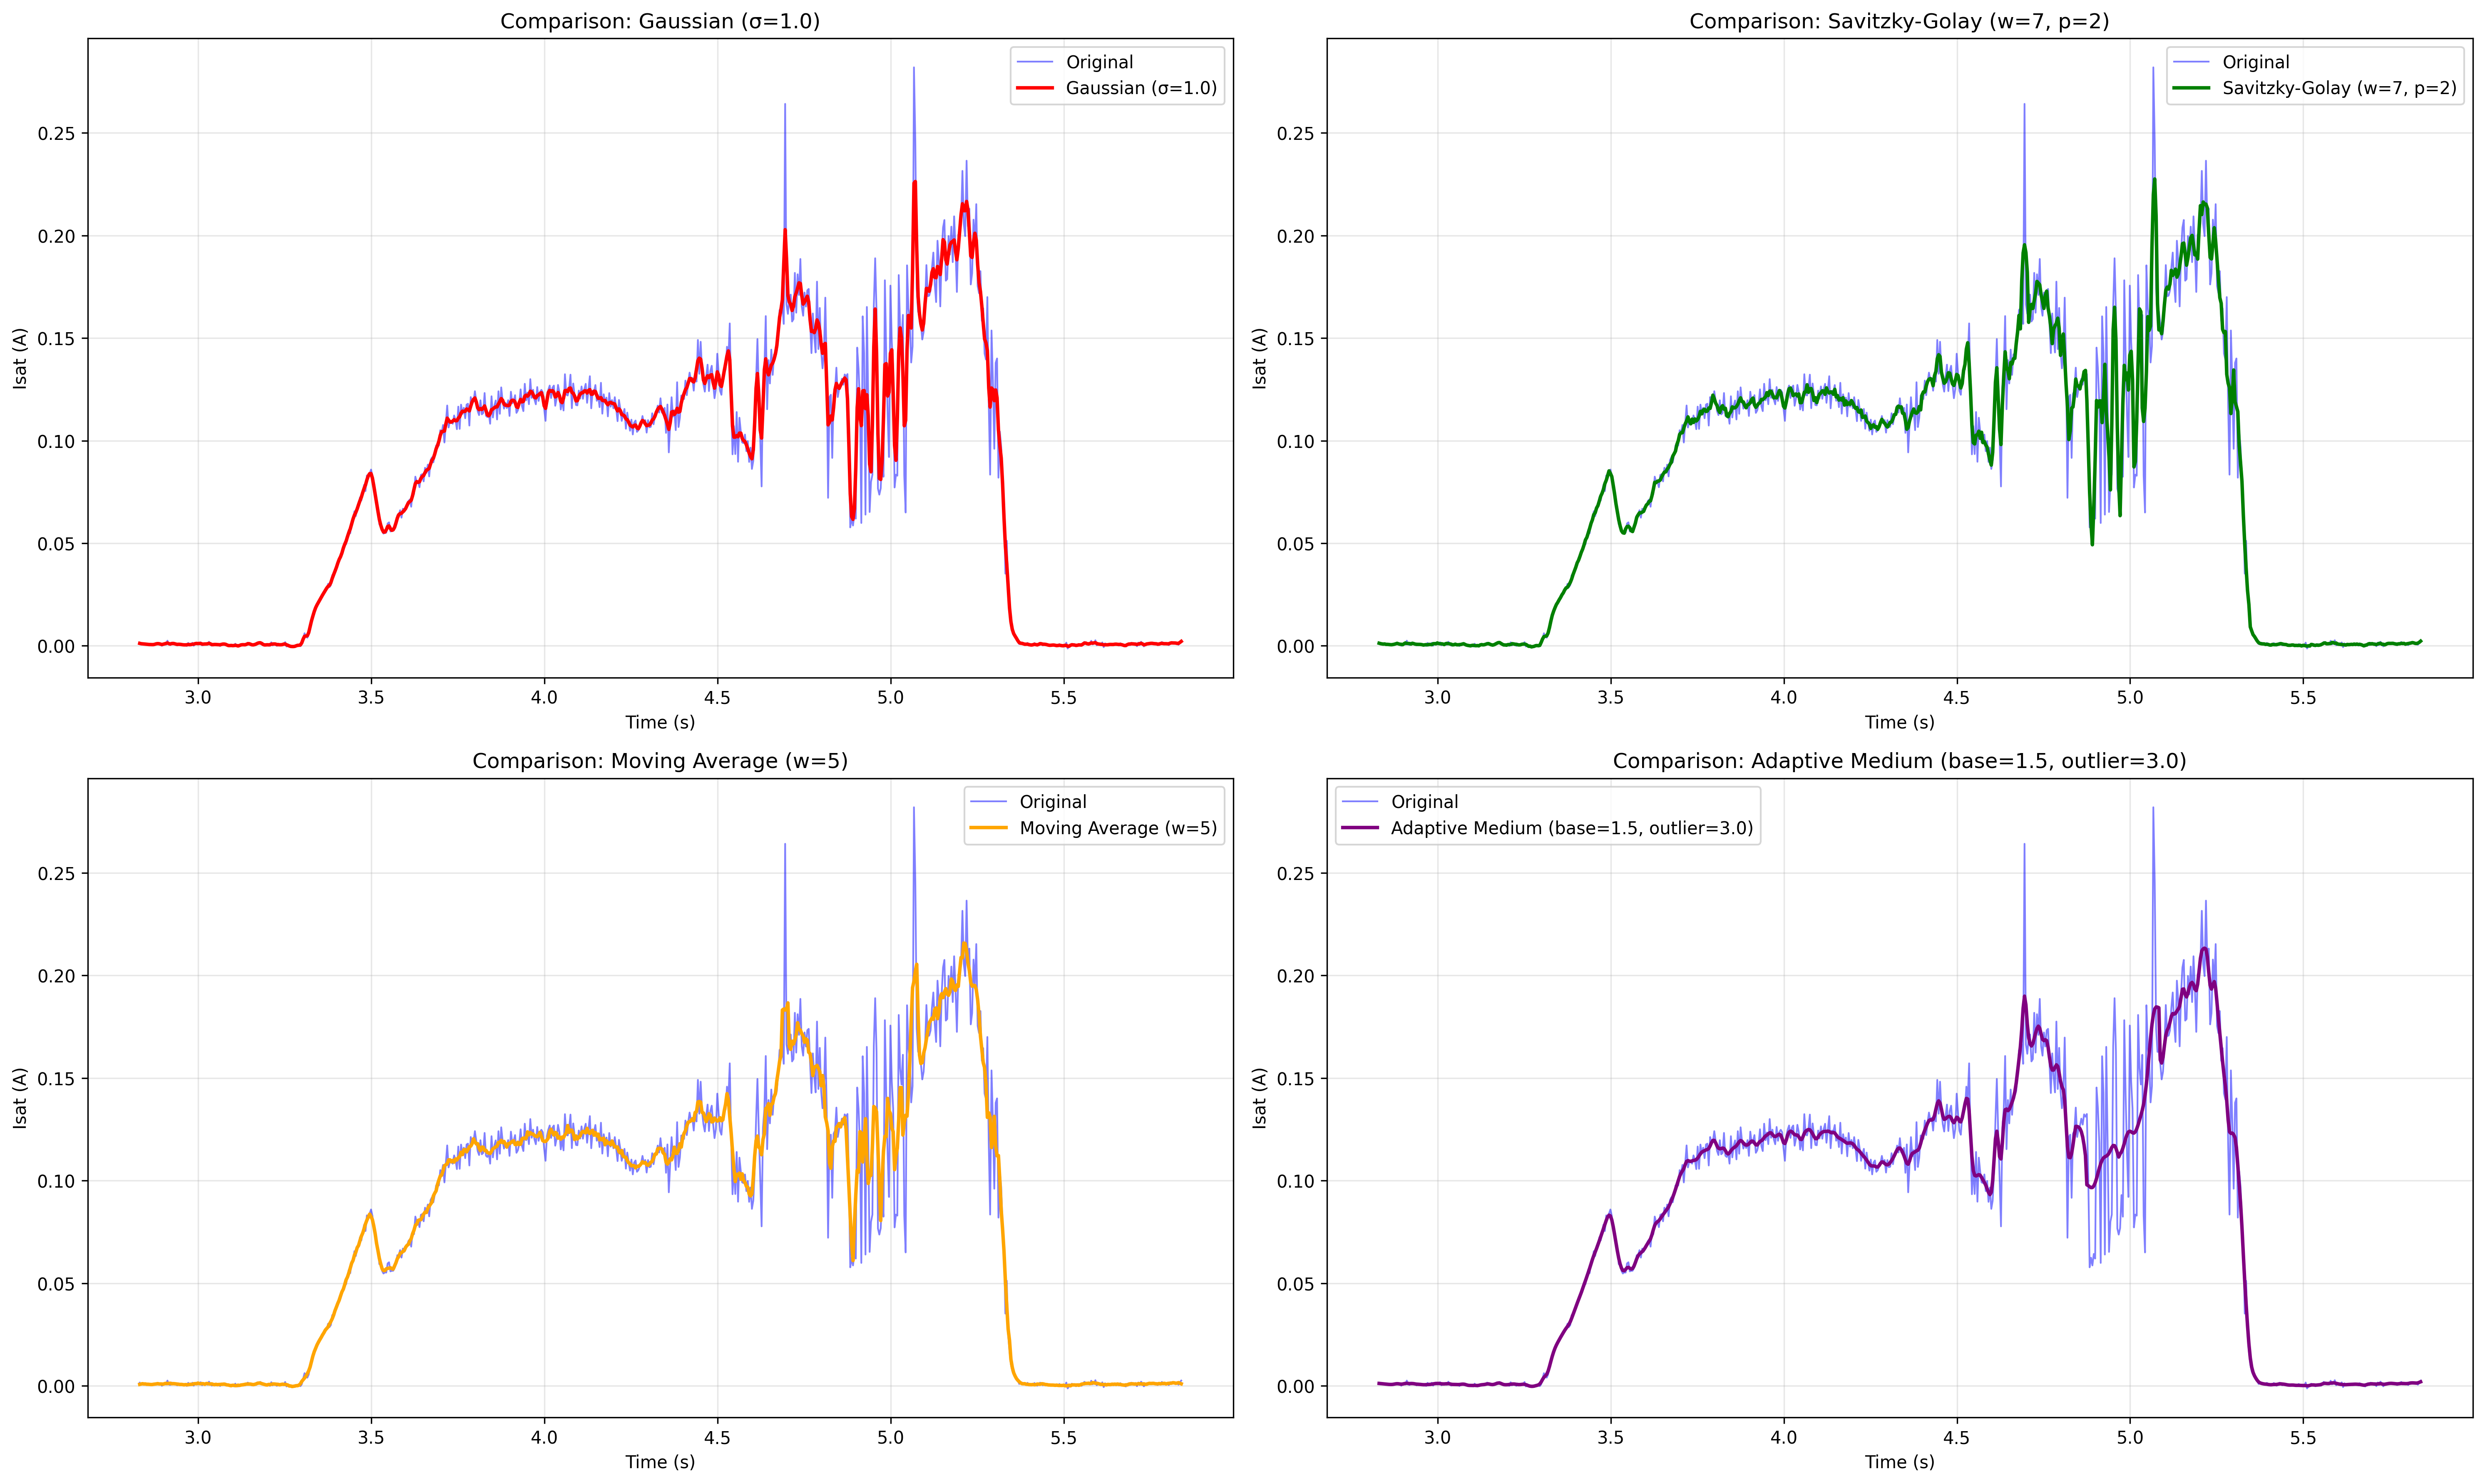 Comparison: Gaussian (σ=1.0)
Original
Gaussian (σ=1.0)
0.25
0.20
0.15
0.10
0.05
0.00
Isat (A)
3.0 3.5 4.0 4.5 5.0 5.5
Time (s)
Comparison: Savitzky-Golay (w=7, p=2)
Original
Savitzky-Golay (w=7, p=2)
0.25
0.20
0.15
0.10
0.05
0.00
Isat (A)
3.0 3.5 4.0 4.5 5.0 5.5
Time (s)
Comparison: Moving Average (w=5)
Original
Moving Average (w=5)
0.25
0.20
0.15
0.10
0.05
0.00
Isat (A)
3.0 3.5 4.0 4.5 5.0 5.5
Time (s)
Comparison: Adaptive Medium (base=1.5, outlier=3.0)
Original
Adaptive Medium (base=1.5, outlier=3.0)
0.25
0.20
0.15
0.10
0.05
0.00
Isat (A)
3.0 3.5 4.0 4.5 5.0 5.5
Time (s)